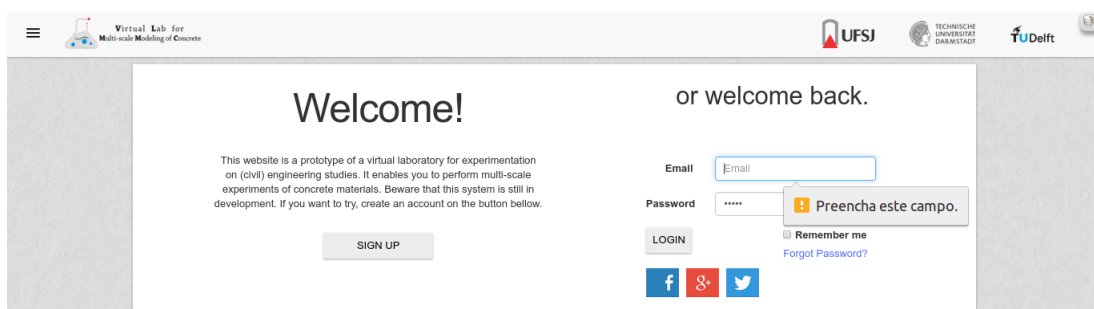 Virtual Lab for
Multi-scale Modeling of Concrete
UFSJ
TECHNISCHE
UNIVERSITÄT
DARMSTADT
TUDelft
Welcome!
This website is a prototype of a virtual laboratory for experimentation
on (civil) engineering studies. It enables you to perform multi-scale
experiments of concrete materials. Beware that this system is still in
development. If you want to try, create an account on the button bellow.
SIGN UP
or welcome back.
Email
Email
Preencha este campo.
Password
•••••
LOGIN
Remember me
Forgot Password?
f
g+